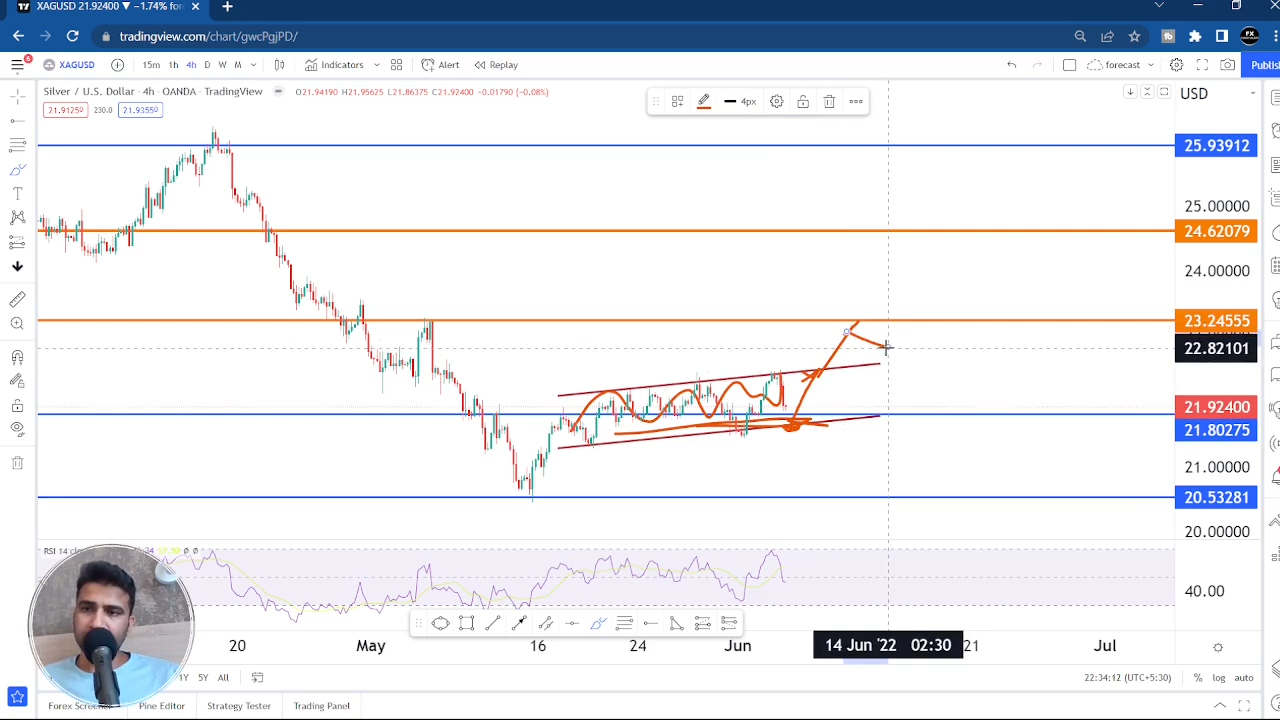 XAGUSD 21.92400 ▼ −1.74% for
tradingview.com/chart/gwcPgjPD/
6
XAGUSD 15m 1h 4h D W M Indicators Alert Replay forecast Publis
Silver / U.S. Dollar · 4h · OANDA · TradingView O21.94190 H21.95625 L21.86375 C21.92400 −0.01790 (−0.08%)
21.91250 230.0 21.93550
4px
USD
25.93912
25.00000
24.62079
24.00000
23.24555
22.82101
21.92400
21.80275
21.00000
20.53281
20.00000
RSI 14
40.00
20 May 16 24 Jun 14 Jun '22 02:30 21 Jul
1Y 5Y All 22:34:12 (UTC+5:30) % log auto
Forex Screener Pine Editor Strategy Tester Trading Panel